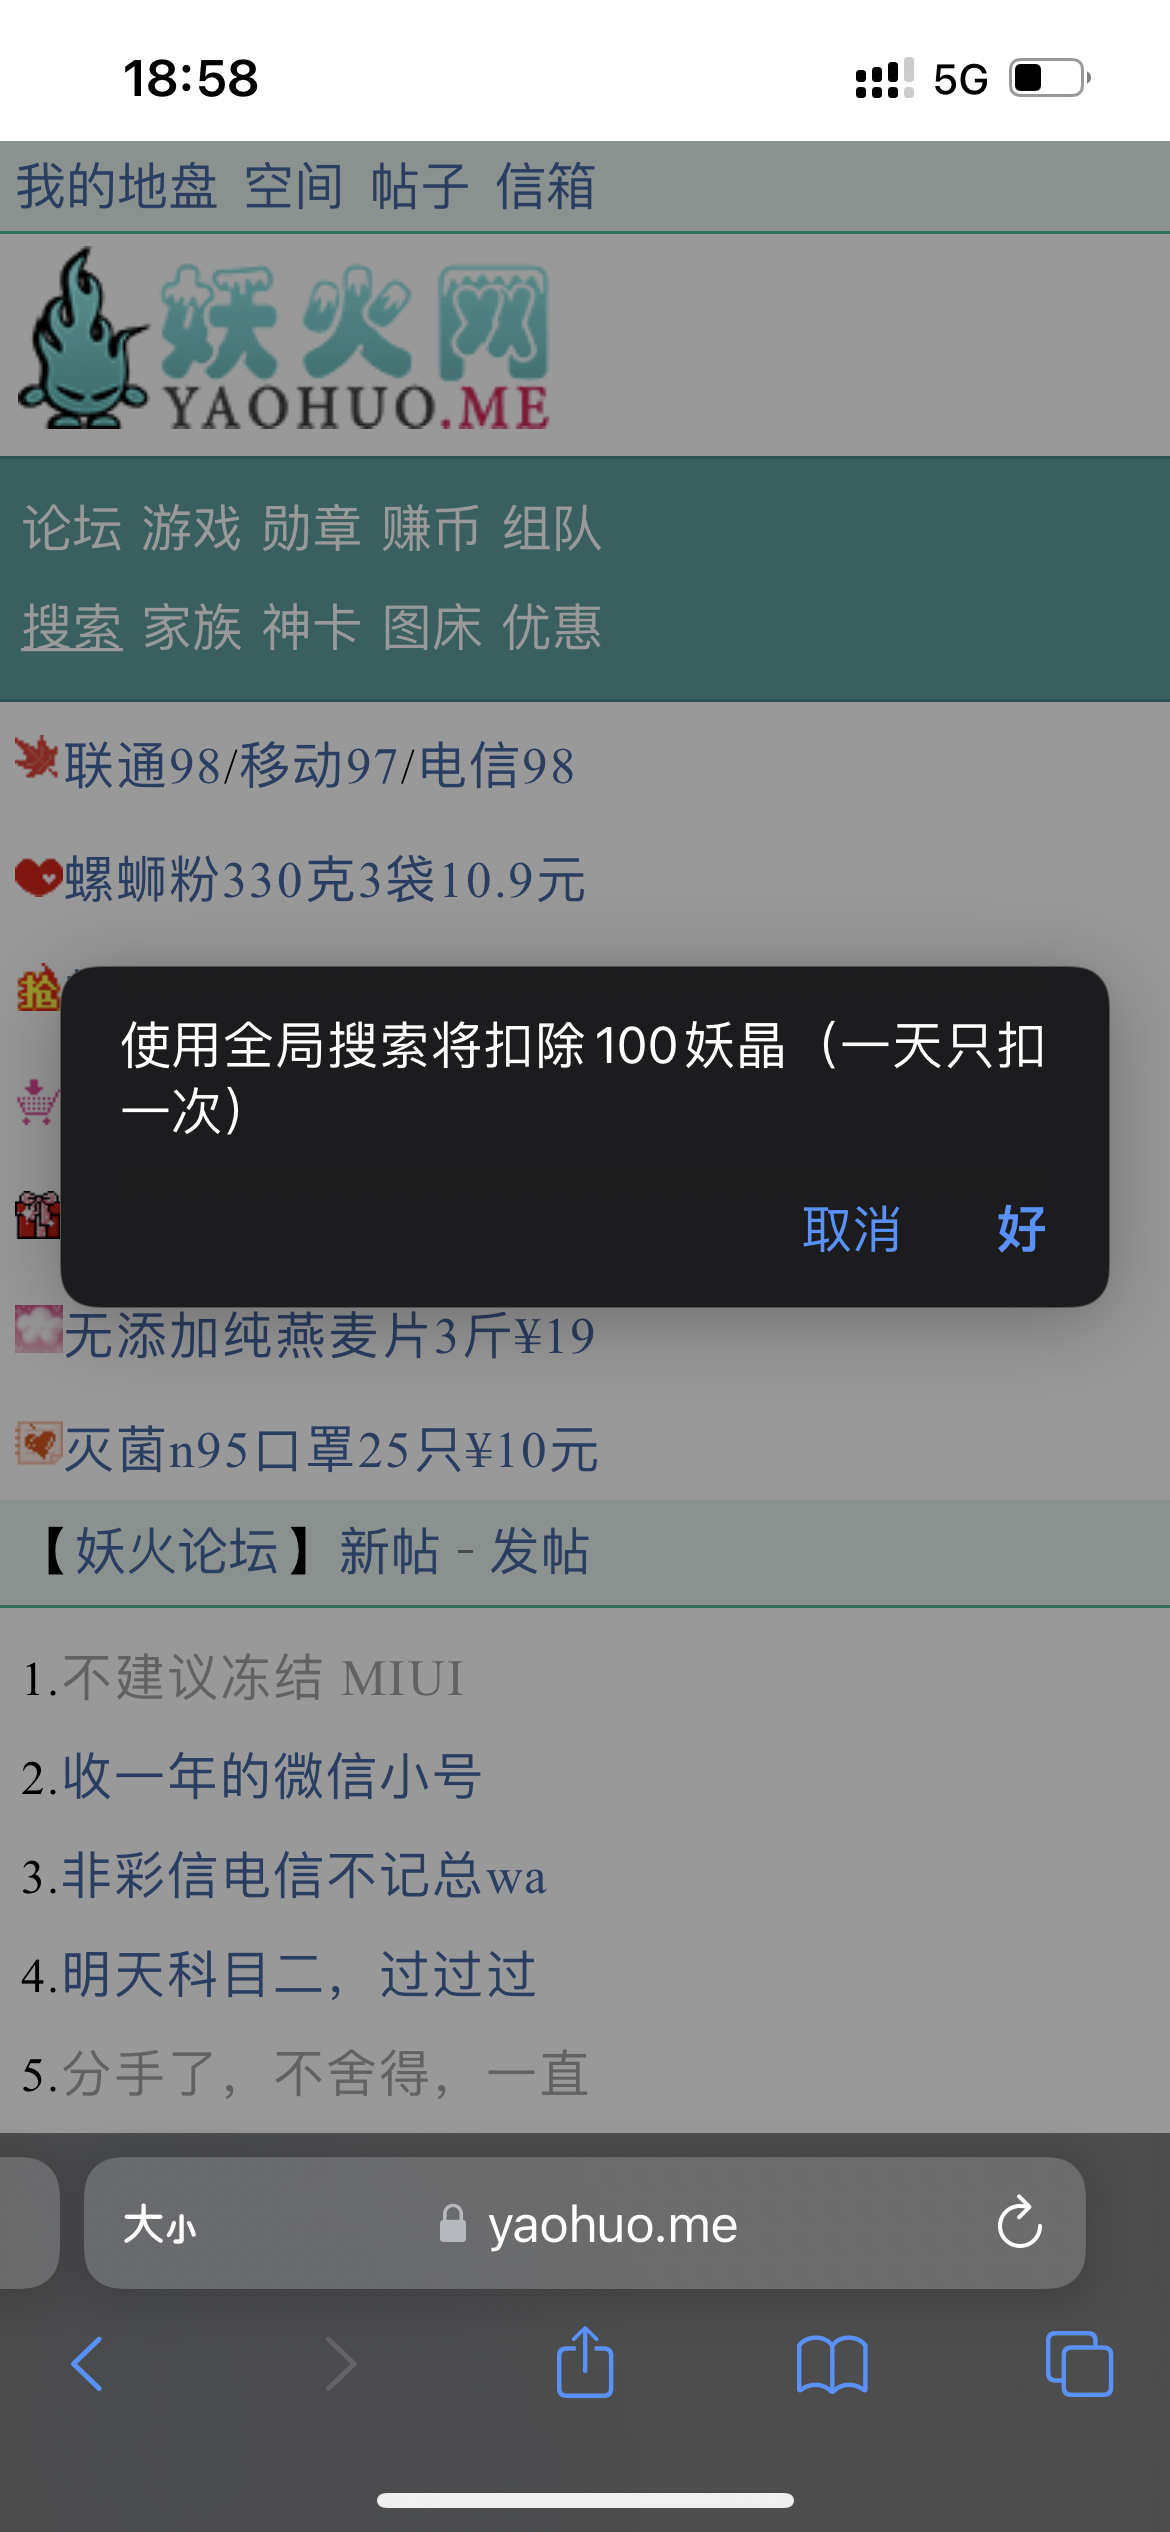 18:58 5G
我的地盘 空间 帖子 信箱
妖火网
YAOHUO.ME
论坛 游戏 勋章 赚币 组队
搜索 家族 神卡 图床 优惠
联通98/移动97/电信98
螺蛳粉330克3袋10.9元
抢
使用全局搜索将扣除100妖晶（一天只扣
一次）
取消 好
无添加纯燕麦片3斤¥19
灭菌n95口罩25只¥10元
【妖火论坛】新帖 - 发帖
1.不建议冻结 MIUI
2.收一年的微信小号
3.非彩信电信不记总wa
4.明天科目二，过过过
5.分手了，不舍得，一直
大小 yaohuo.me